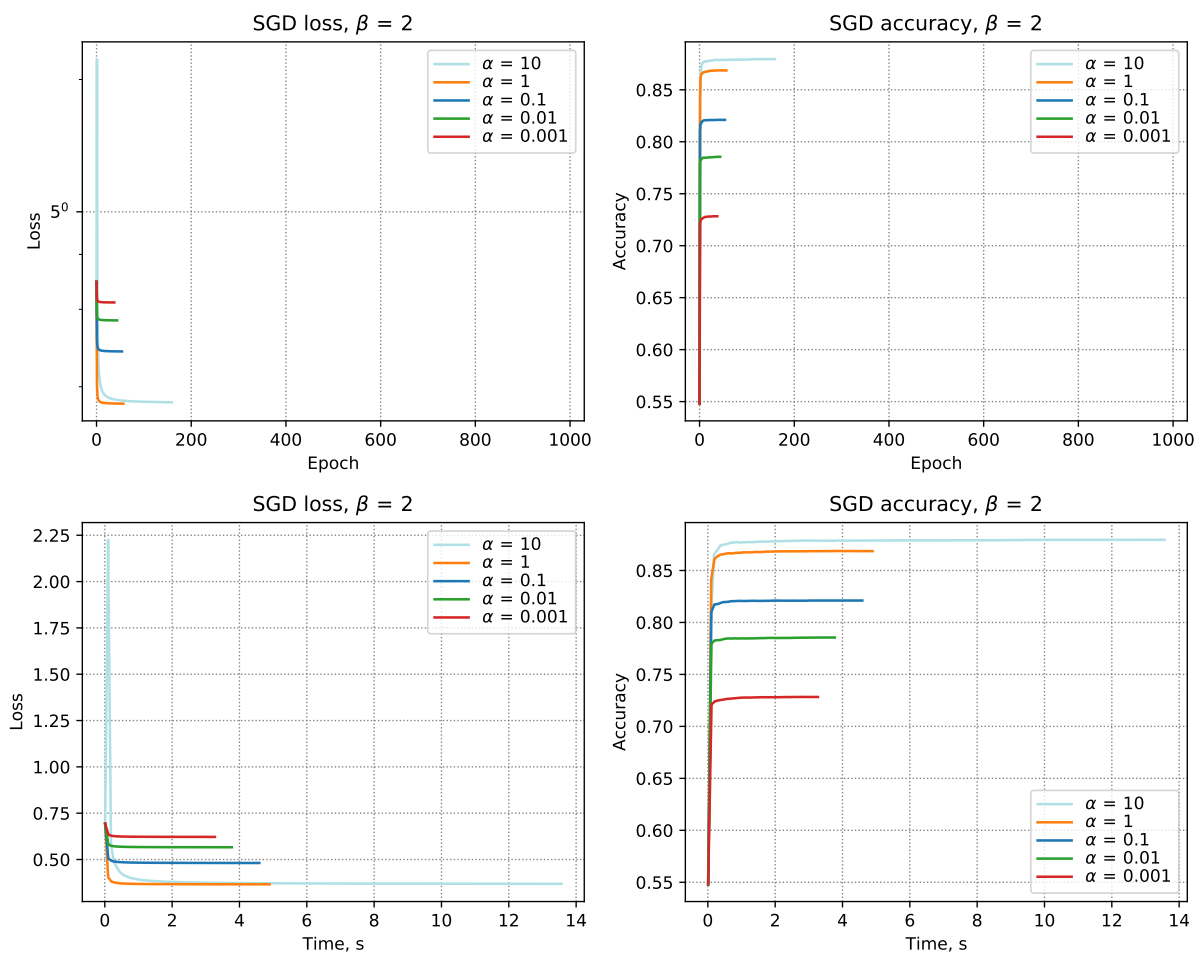 SGD loss, β = 2
Loss
5⁰
α = 10
α = 1
α = 0.1
α = 0.01
α = 0.001
0 200 400 600 800 1000
Epoch
SGD accuracy, β = 2
Accuracy
0.85
0.80
0.75
0.70
0.65
0.60
0.55
α = 10
α = 1
α = 0.1
α = 0.01
α = 0.001
0 200 400 600 800 1000
Epoch
SGD loss, β = 2
Loss
2.25
2.00
1.75
1.50
1.25
1.00
0.75
0.50
α = 10
α = 1
α = 0.1
α = 0.01
α = 0.001
0 2 4 6 8 10 12 14
Time, s
SGD accuracy, β = 2
Accuracy
0.85
0.80
0.75
0.70
0.65
0.60
0.55
α = 10
α = 1
α = 0.1
α = 0.01
α = 0.001
0 2 4 6 8 10 12 14
Time, s